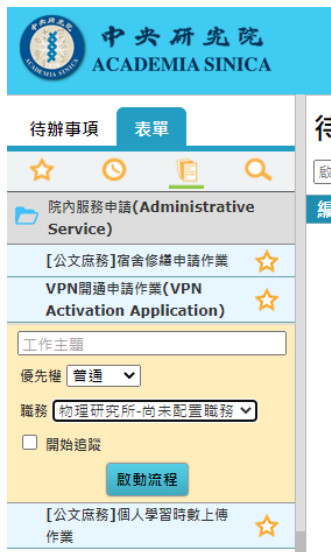 中央研究院
ACADEMIA SINICA
待辦事項
表單
院內服務申請(Administrative
Service)
[公文庶務]宿舍修繕申請作業
VPN開通申請作業(VPN
Activation Application)
工作主題
優先權 普通
職務 物理研究所-尚未配置職務
開始追蹤
啟動流程
[公文庶務]個人學習時數上傳
作業